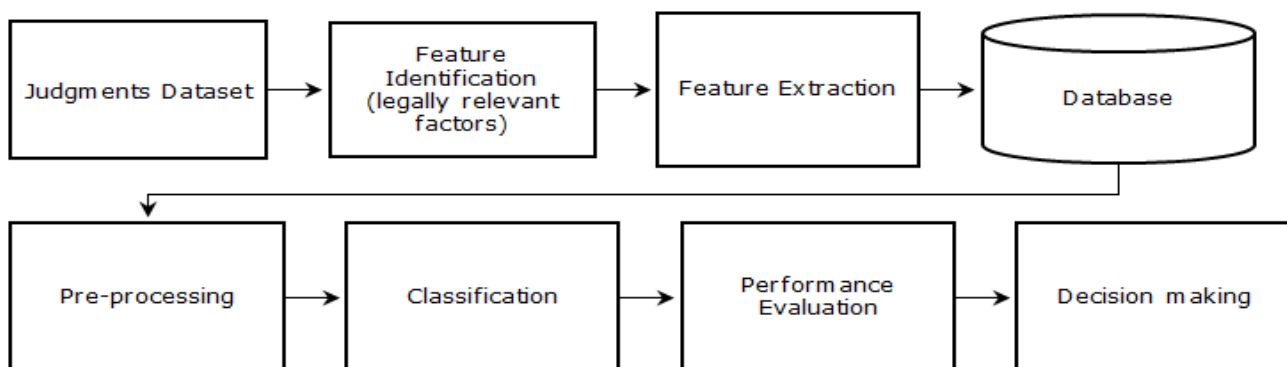 Judgments Dataset
Feature
Identification
(legally relevant
factors)
Feature Extraction
Database
Pre-processing
Classification
Performance
Evaluation
Decision making